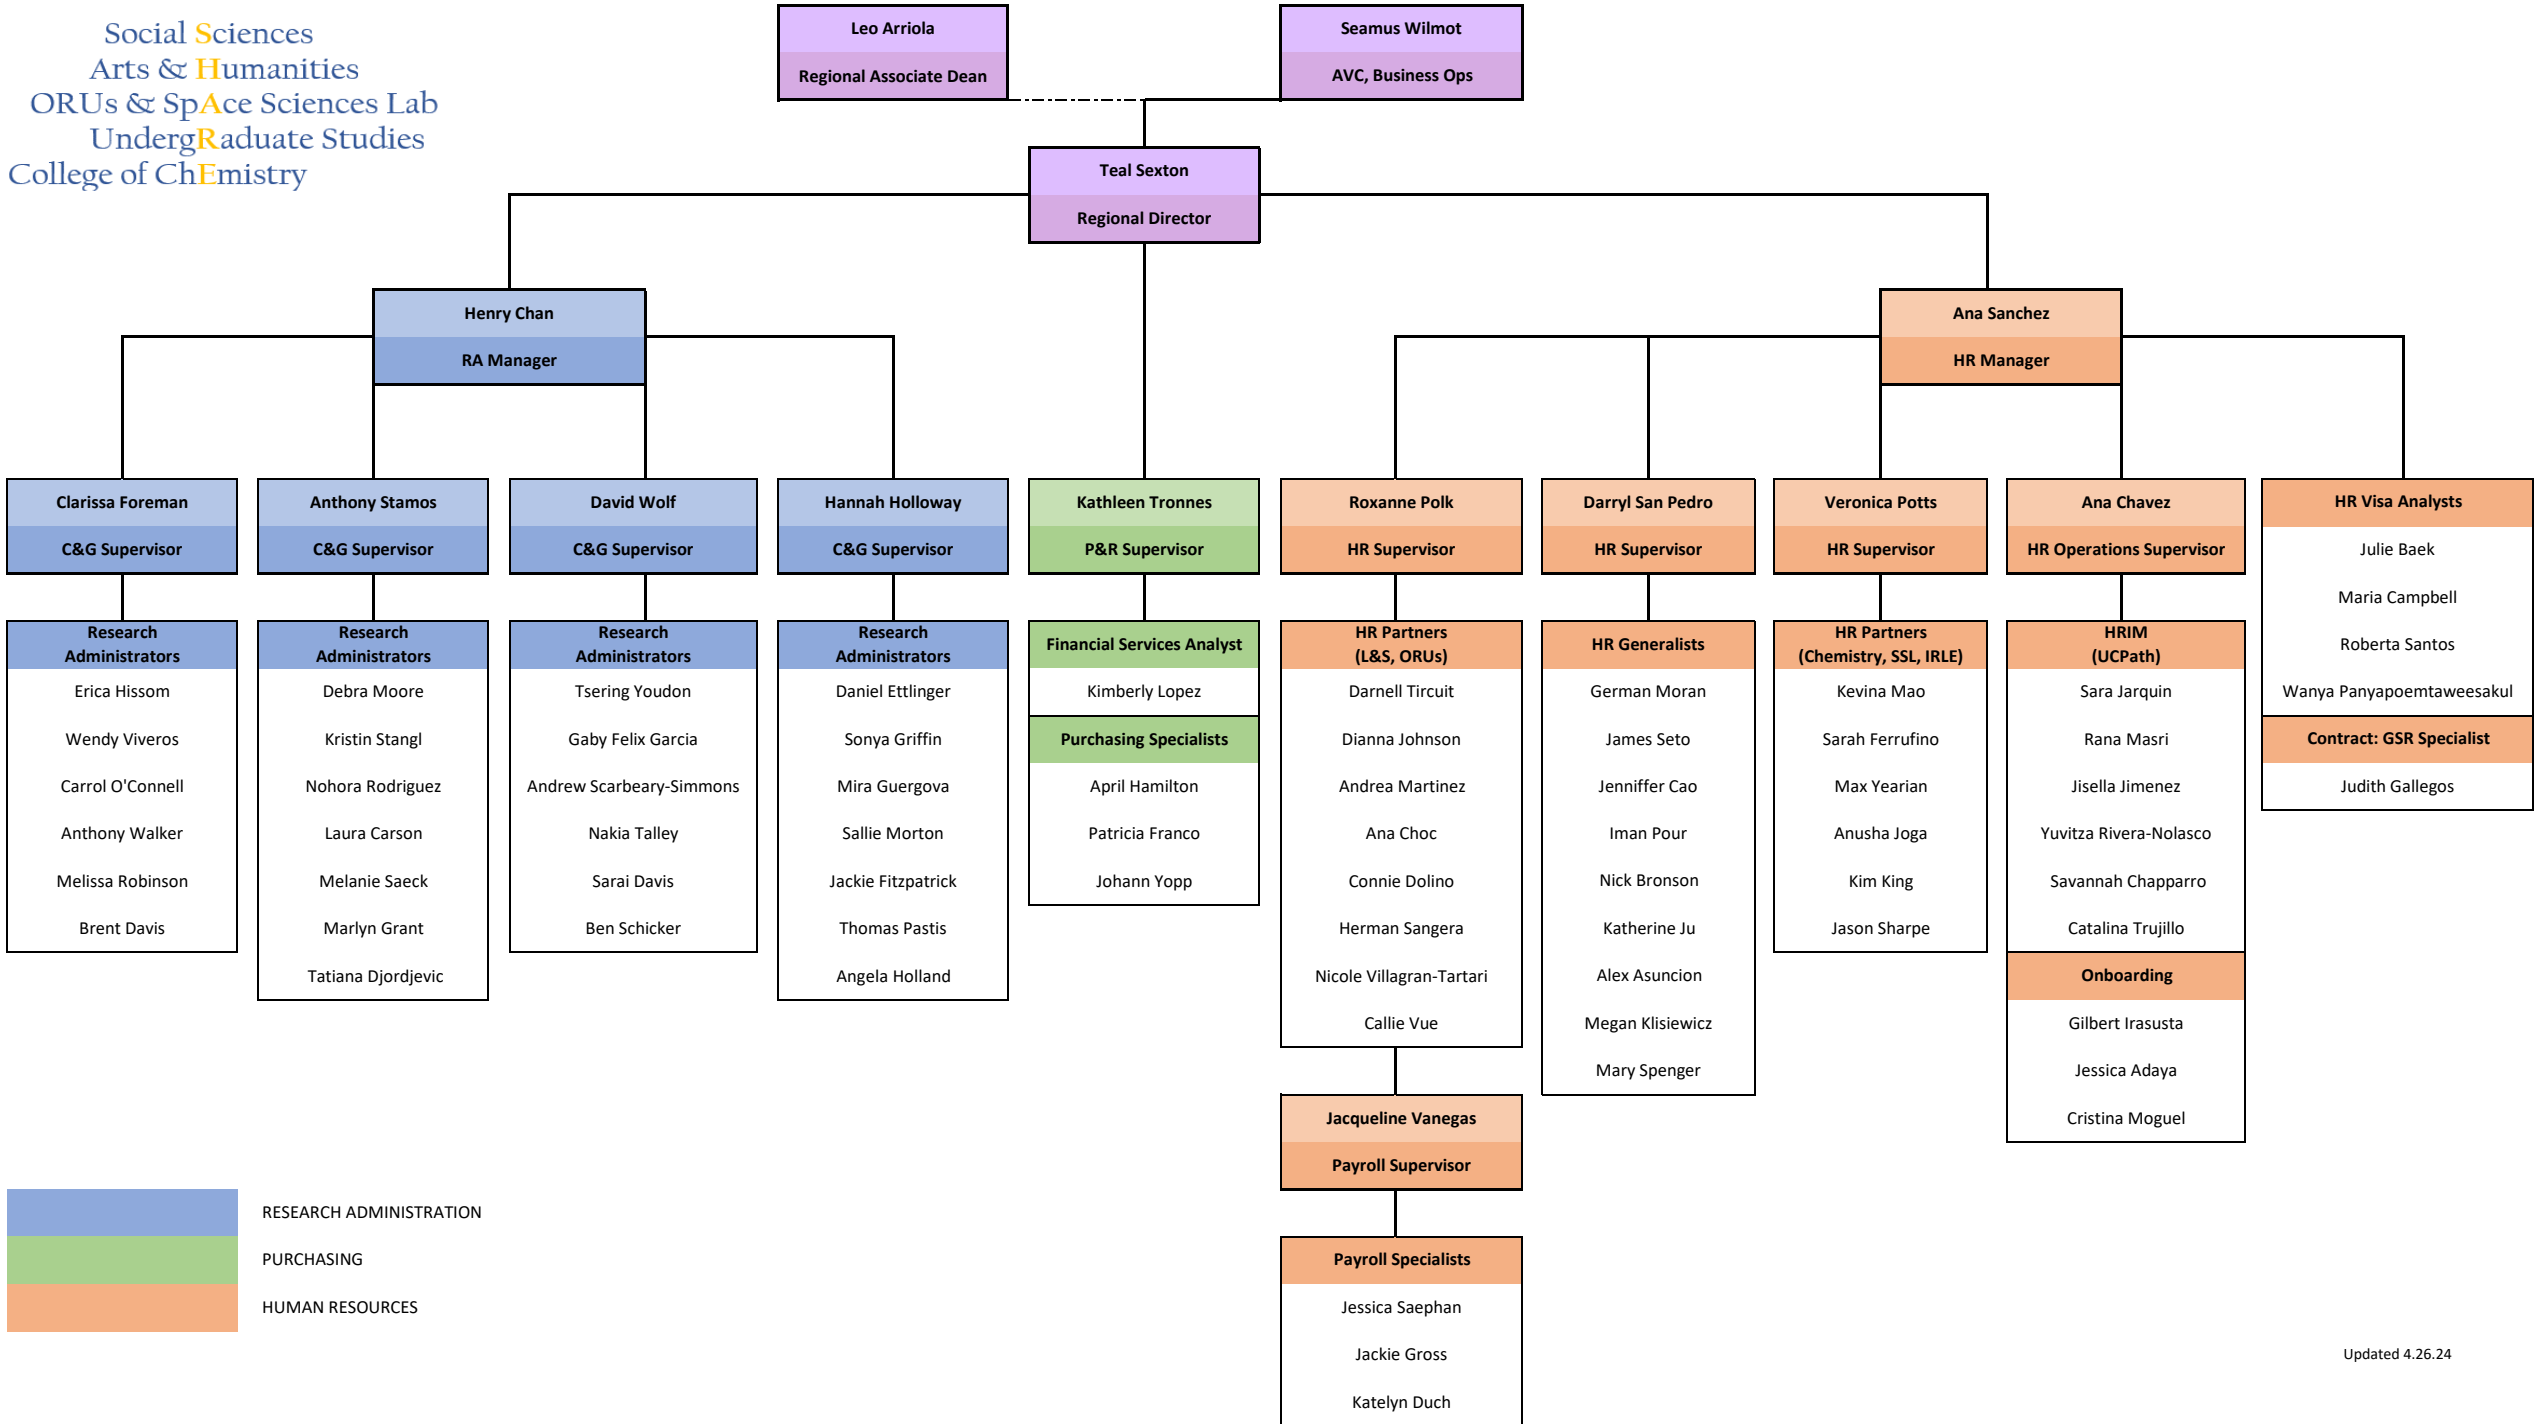 Social Sciences
Arts & Humanities
ORUs & SpAce Sciences Lab
UndergRaduate Studies
College of ChEmistry
Leo Arriola
Regional Associate Dean
Seamus Wilmot
AVC, Business Ops
Teal Sexton
Regional Director
Henry Chan
RA Manager
Ana Sanchez
HR Manager
Clarissa Foreman
C&G Supervisor
Research
Administrators
Erica Hissom
Wendy Viveros
Carrol O'Connell
Anthony Walker
Melissa Robinson
Brent Davis
Anthony Stamos
C&G Supervisor
Research
Administrators
Debra Moore
Kristin Stangl
Nohora Rodriguez
Laura Carson
Melanie Saeck
Marlyn Grant
Tatiana Djordjevic
David Wolf
C&G Supervisor
Research
Administrators
Tsering Youdon
Gaby Felix Garcia
Andrew Scarbeary-Simmons
Nakia Talley
Sarai Davis
Ben Schicker
Hannah Holloway
C&G Supervisor
Research
Administrators
Daniel Ettlinger
Sonya Griffin
Mira Guergova
Sallie Morton
Jackie Fitzpatrick
Thomas Pastis
Angela Holland
Kathleen Tronnes
P&R Supervisor
Financial Services Analyst
Kimberly Lopez
Purchasing Specialists
April Hamilton
Patricia Franco
Johann Yopp
Roxanne Polk
HR Supervisor
HR Partners
(L&S, ORUs)
Darnell Tircuit
Dianna Johnson
Andrea Martinez
Ana Choc
Connie Dolino
Herman Sangera
Nicole Villagran-Tartari
Callie Vue
Jacqueline Vanegas
Payroll Supervisor
Payroll Specialists
Jessica Saephan
Jackie Gross
Katelyn Duch
Darryl San Pedro
HR Supervisor
HR Generalists
German Moran
James Seto
Jenniffer Cao
Iman Pour
Nick Bronson
Katherine Ju
Alex Asuncion
Megan Klisiewicz
Mary Spenger
Veronica Potts
HR Supervisor
HR Partners
(Chemistry, SSL, IRLE)
Kevina Mao
Sarah Ferrufino
Max Yearian
Anusha Joga
Kim King
Jason Sharpe
Ana Chavez
HR Operations Supervisor
HRIM
(UCPath)
Sara Jarquin
Rana Masri
Jisella Jimenez
Yuvitza Rivera-Nolasco
Savannah Chapparro
Catalina Trujillo
Onboarding
Gilbert Irasusta
Jessica Adaya
Cristina Moguel
HR Visa Analysts
Julie Baek
Maria Campbell
Roberta Santos
Wanya Panyapoemtaweesakul
Contract: GSR Specialist
Judith Gallegos
RESEARCH ADMINISTRATION
PURCHASING
HUMAN RESOURCES
Updated 4.26.24